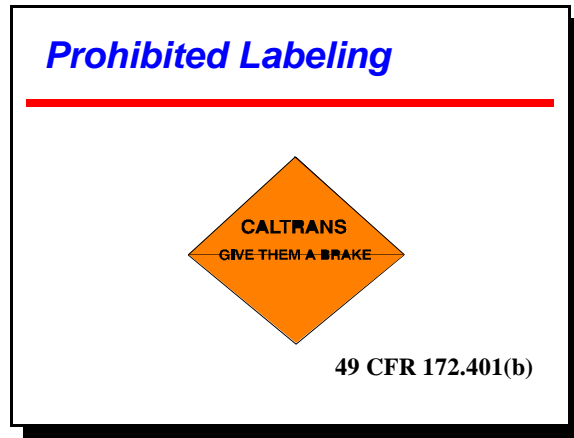 Prohibited Labeling
CALTRANS
GIVE THEM A BRAKE
49 CFR 172.401(b)